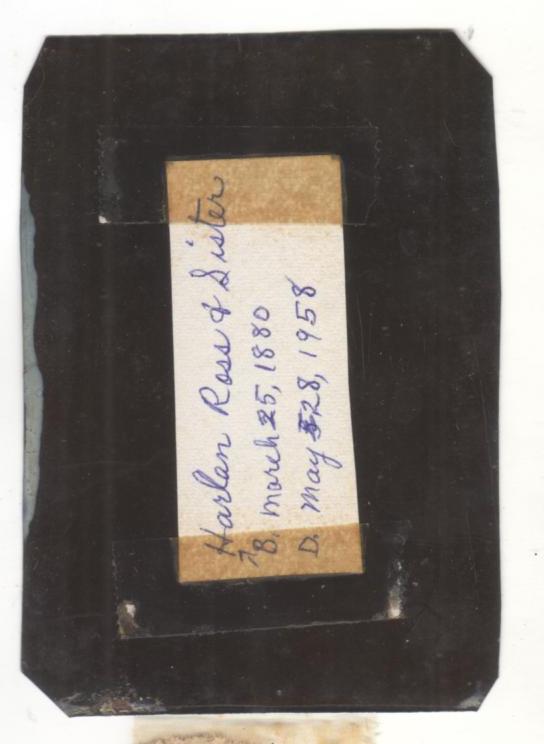 Harlan Ross & Sister
B. March 25, 1880
D. May 28, 1958